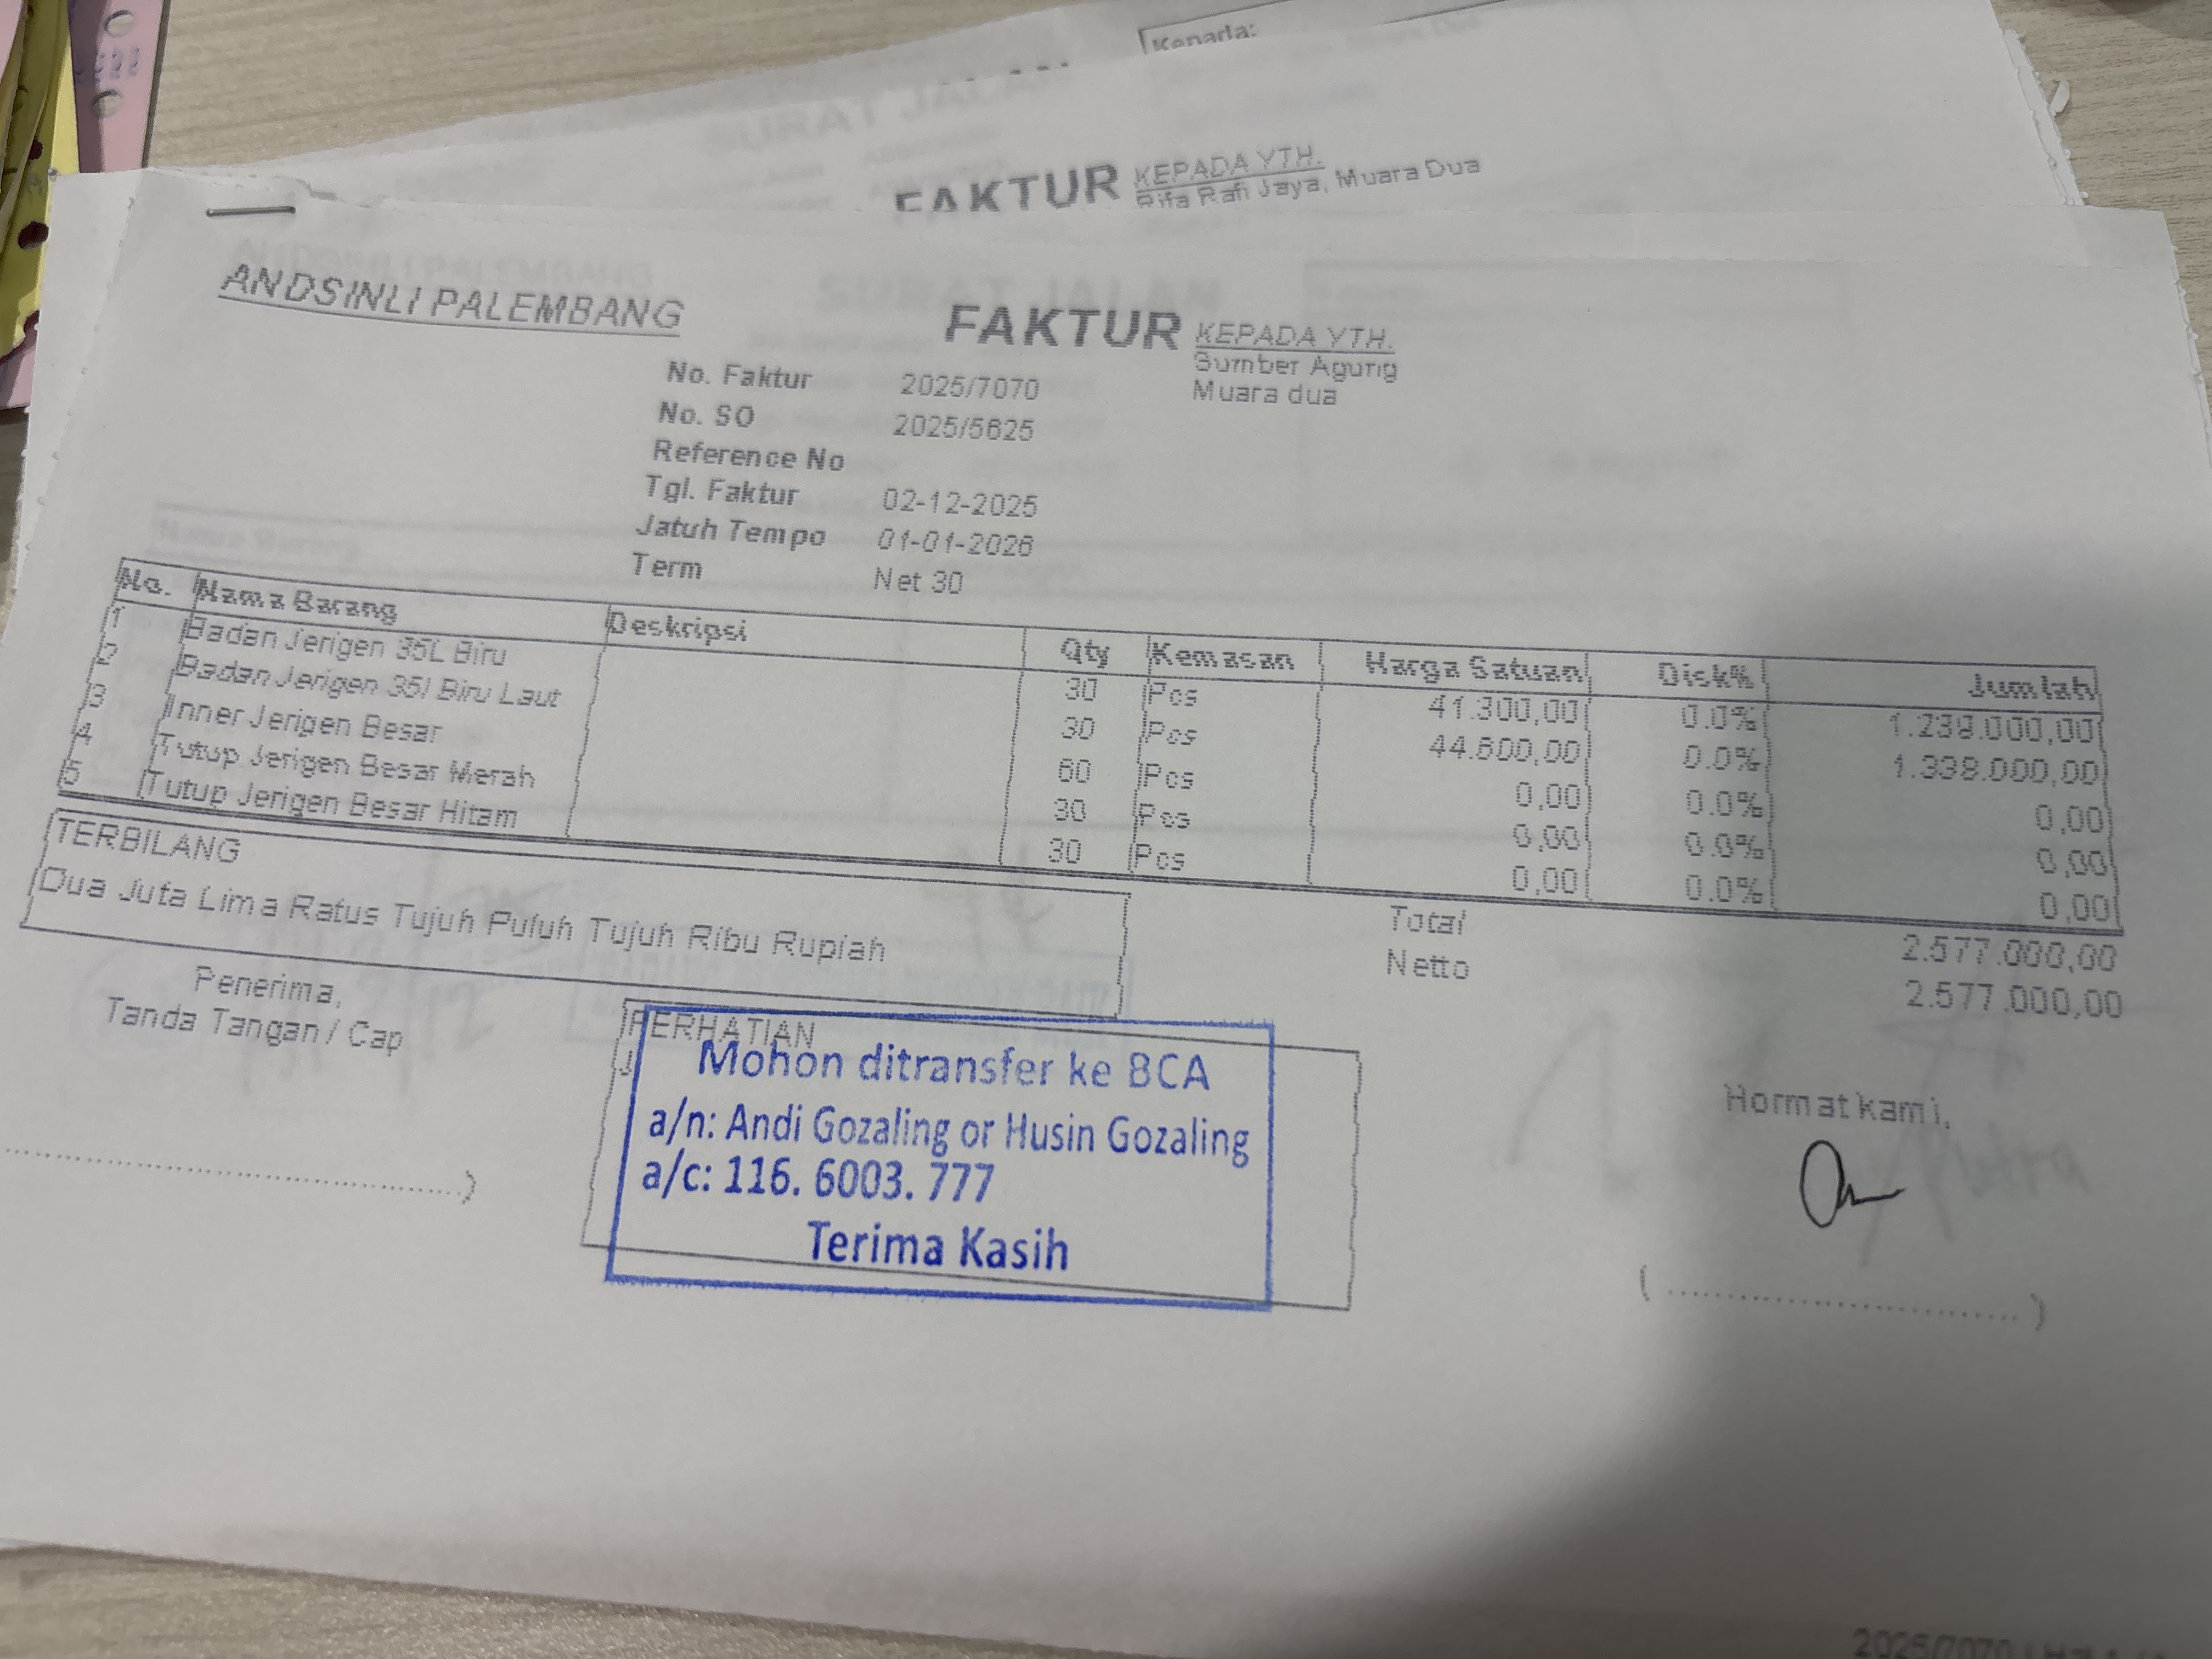 Kepada:
SURAT JALAN
FAKTUR KEPADA YTH.
Rifa Rafi Jaya, Muara Dua
ANDSINLI PALEMBANG
FAKTUR KEPADA YTH.
Sumber Agung
Muara dua
No. Faktur 2025/7070
No. SO 2025/5625
Reference No
Tgl. Faktur 02-12-2025
Jatuh Tempo 01-01-2026
Term Net 30
No. Nama Barang Deskripsi Qty Kemasan Harga Satuan Disk% Jumlah
1 Badan Jerigen 35L Biru 30 Pcs 41.300,00 0.0% 1.239.000,00
2 Badan Jerigen 35l Biru Laut 30 Pcs 44.600,00 0.0% 1.338.000,00
3 Inner Jerigen Besar 60 Pcs 0,00 0.0% 0,00
4 Tutup Jerigen Besar Merah 30 Pcs 0,00 0.0% 0,00
5 Tutup Jerigen Besar Hitam 30 Pcs 0,00 0.0% 0,00
TERBILANG
Dua Juta Lima Ratus Tujuh Puluh Tujuh Ribu Rupiah
Total 2.577.000,00
Netto 2.577.000,00
Penerima,
Tanda Tangan / Cap
PERHATIAN
Mohon ditransfer ke BCA
a/n: Andi Gozaling or Husin Gozaling
a/c: 116. 6003. 777
Terima Kasih
Hormat kami,
2025/7070